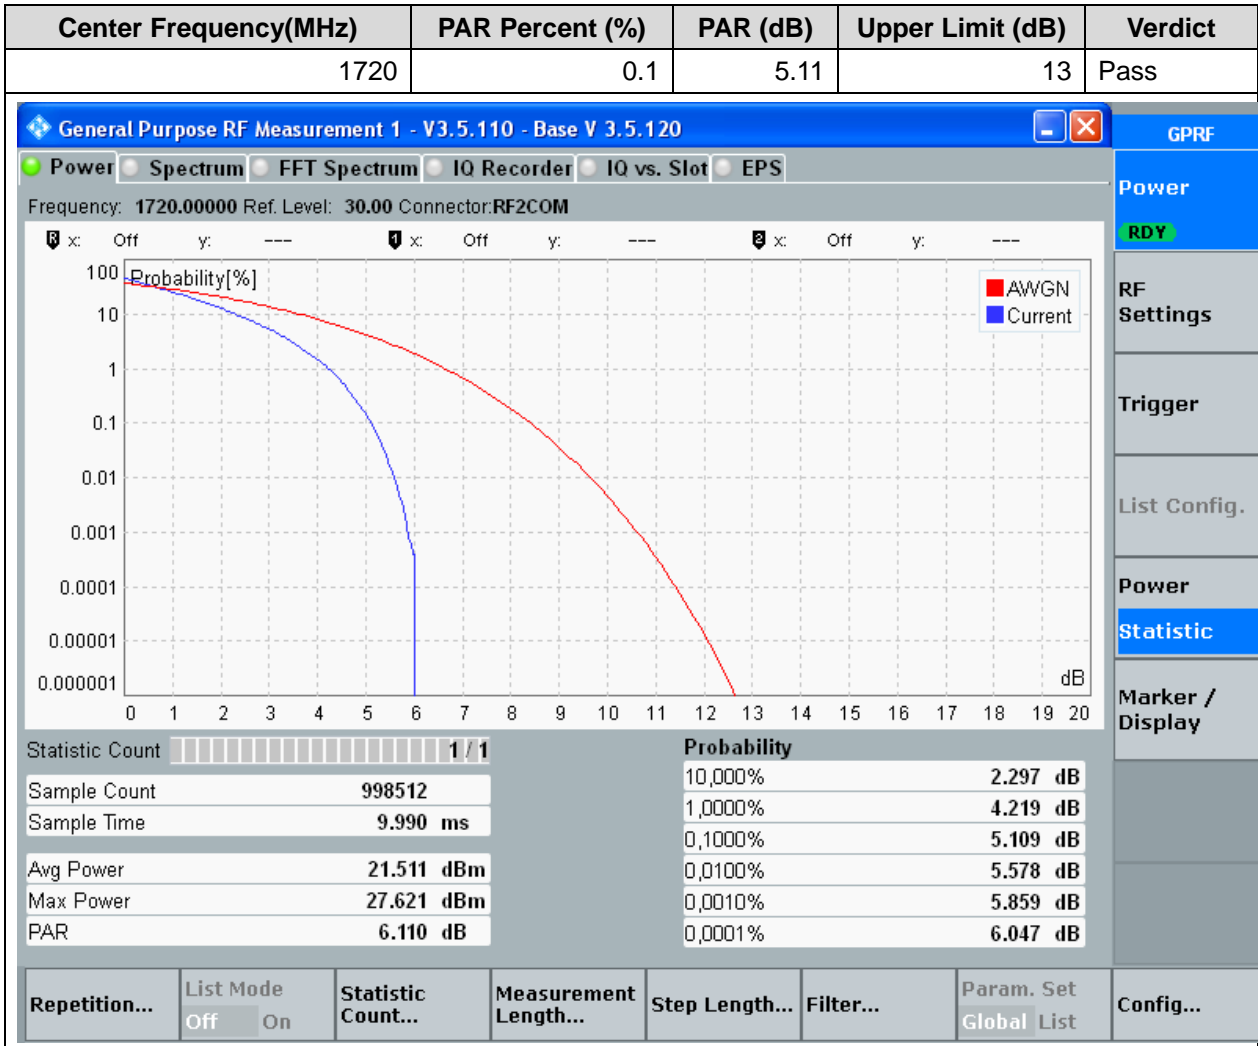 Center Frequency(MHz) PAR Percent (%) PAR (dB) Upper Limit (dB) Verdict
1720 0.1 5.11 13 Pass
General Purpose RF Measurement 1 - V3.5.110 - Base V 3.5.120
GPRF
Power Spectrum FFT Spectrum IQ Recorder IQ vs. Slot EPS
Frequency: 1720.00000 Ref. Level: 30.00 Connector:RF2COM
Power
RDY
R x: Off y: --- 1 x: Off y: --- 2 x: Off y: ---
Probability[%]
AWGN
Current
100
10
1
0.1
0.01
0.001
0.0001
0.00001
0.000001
dB
0 1 2 3 4 5 6 7 8 9 10 11 12 13 14 15 16 17 18 19 20
RF
Settings
Trigger
List Config.
Power
Statistic
Marker /
Display
Statistic Count 1 / 1
Sample Count 998512
Sample Time 9.990 ms
Avg Power 21.511 dBm
Max Power 27.621 dBm
PAR 6.110 dB
Probability
10,000% 2.297 dB
1,0000% 4.219 dB
0,1000% 5.109 dB
0,0100% 5.578 dB
0,0010% 5.859 dB
0,0001% 6.047 dB
Repetition...
List Mode
Off On
Statistic
Count...
Measurement
Length...
Step Length...
Filter...
Param. Set
Global List
Config...